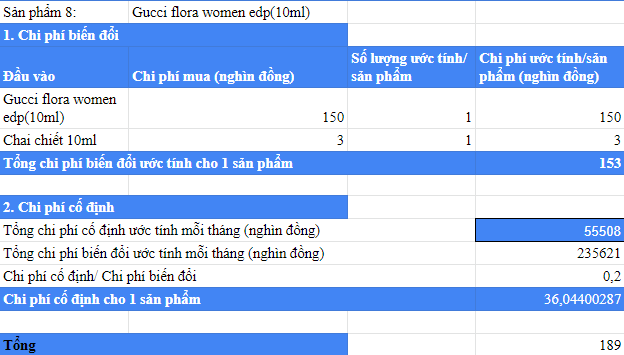 Sản phẩm 8: Gucci flora women edp(10ml)
1. Chi phí biến đổi
Đầu vào Chi phí mua (nghìn đồng) Số lượng ước tính/ sản phẩm Chi phí ước tính/sản phẩm (nghìn đồng)
Gucci flora women edp(10ml) 150 1 150
Chai chiết 10ml 3 1 3
Tổng chi phí biến đổi ước tính cho 1 sản phẩm 153
2. Chi phí cố định
Tổng chi phí cố định ước tính mỗi tháng (nghìn đồng) 55508
Tổng chi phí biến đổi ước tính mỗi tháng (nghìn đồng) 235621
Chi phí cố định/ Chi phí biến đổi 0,2
Chi phí cố định cho 1 sản phẩm 36,04400287
Tổng 189